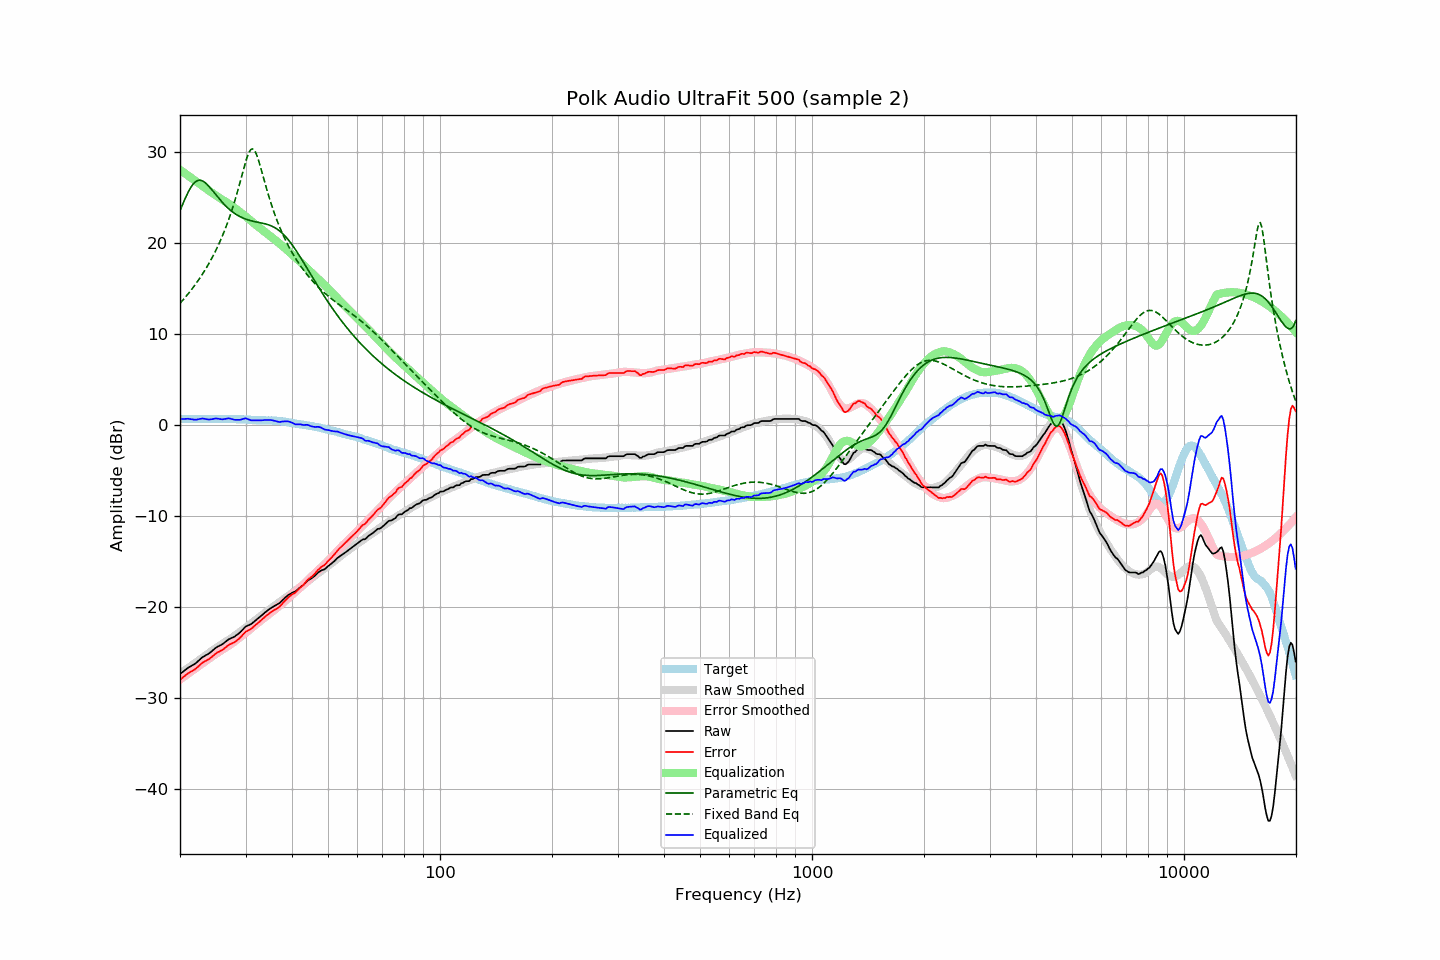 Polk Audio UltraFit 500 (sample 2)
Amplitude (dBr)
30
20
10
0
−10
−20
−30
−40
Target
Raw Smoothed
Error Smoothed
Raw
Error
Equalization
Parametric Eq
Fixed Band Eq
Equalized
100
1000
10000
Frequency (Hz)